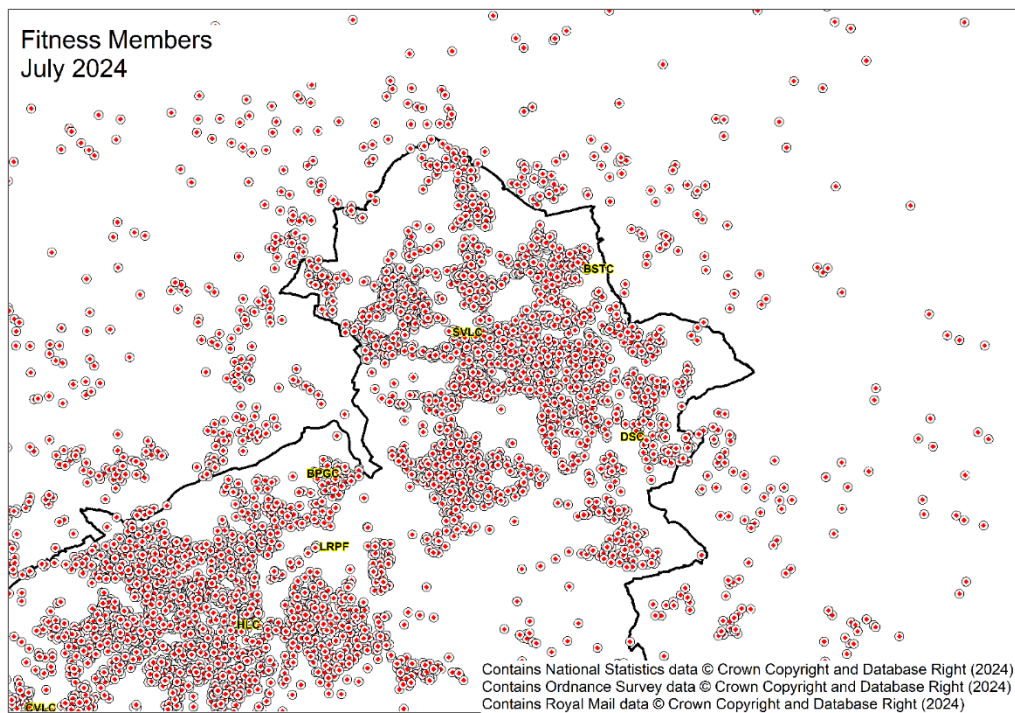 Fitness Members
July 2024
BSTC
SVLC
DSC
BPGC
LRPF
HLC
CVLC
Contains National Statistics data © Crown Copyright and Database Right (2024)
Contains Ordnance Survey data © Crown Copyright and Database Right (2024)
Contains Royal Mail data © Crown Copyright and Database Right (2024)